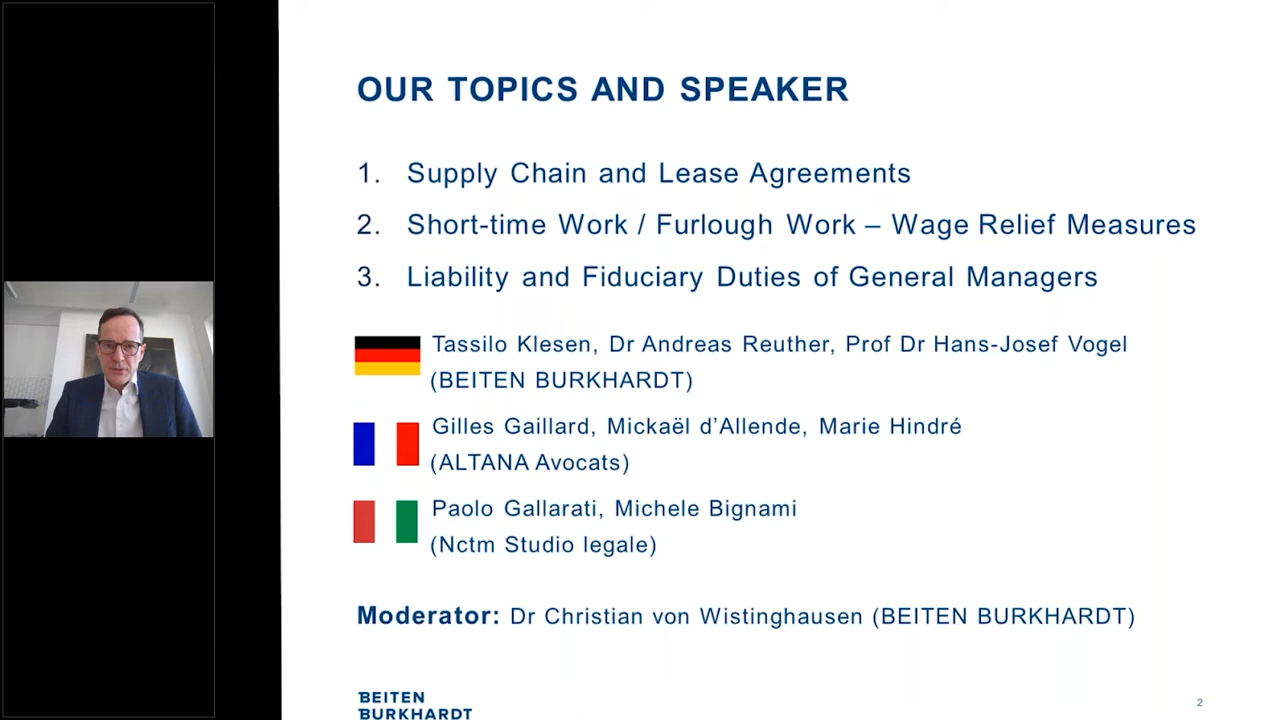 OUR TOPICS AND SPEAKER
1. Supply Chain and Lease Agreements
2. Short-time Work / Furlough Work – Wage Relief Measures
3. Liability and Fiduciary Duties of General Managers
Tassilo Klesen, Dr Andreas Reuther, Prof Dr Hans-Josef Vogel
(BEITEN BURKHARDT)
Gilles Gaillard, Mickaël d’Allende, Marie Hindré
(ALTANA Avocats)
Paolo Gallarati, Michele Bignami
(Nctm Studio legale)
Moderator: Dr Christian von Wistinghausen (BEITEN BURKHARDT)
BEITEN
BURKHARDT
2